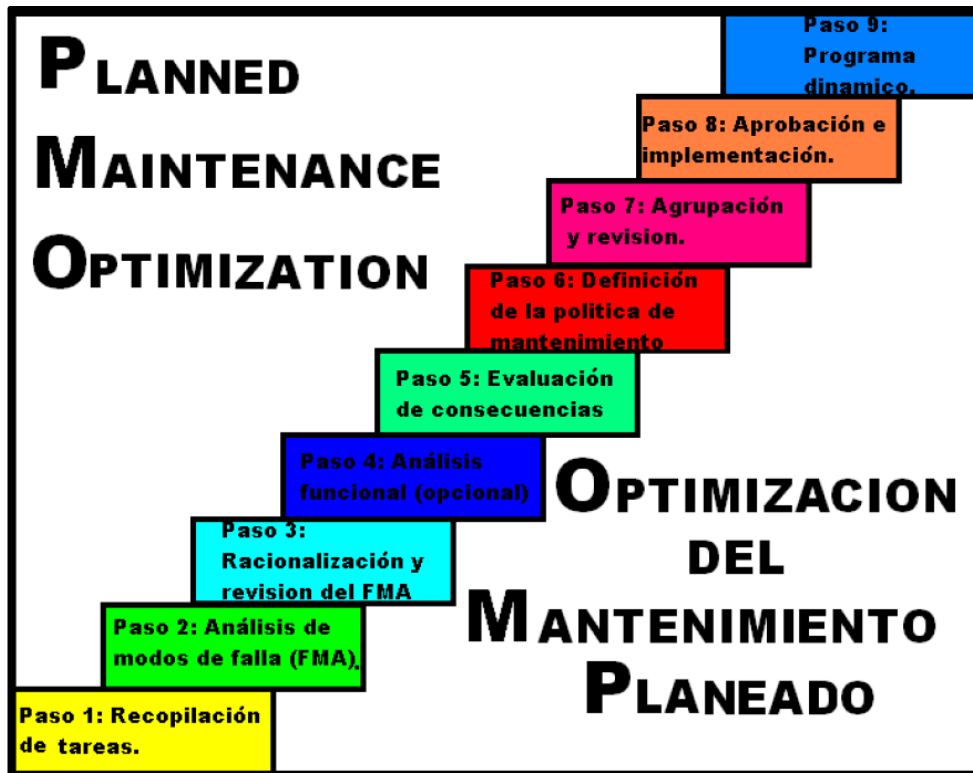 PLANNED
MAINTENANCE
OPTIMIZATION
Paso 9:
Programa
dinamico.
Paso 8: Aprobación e
implementación.
Paso 7: Agrupación
y revision.
Paso 6: Definición
de la politica de
mantenimiento
Paso 5: Evaluación
de consecuencias
Paso 4: Análisis
funcional (opcional)
Paso 3:
Racionalización y
revision del FMA
Paso 2: Análisis de
modos de falla (FMA).
Paso 1: Recopilación
de tareas.
OPTIMIZACION
DEL
MANTENIMIENTO
PLANEADO